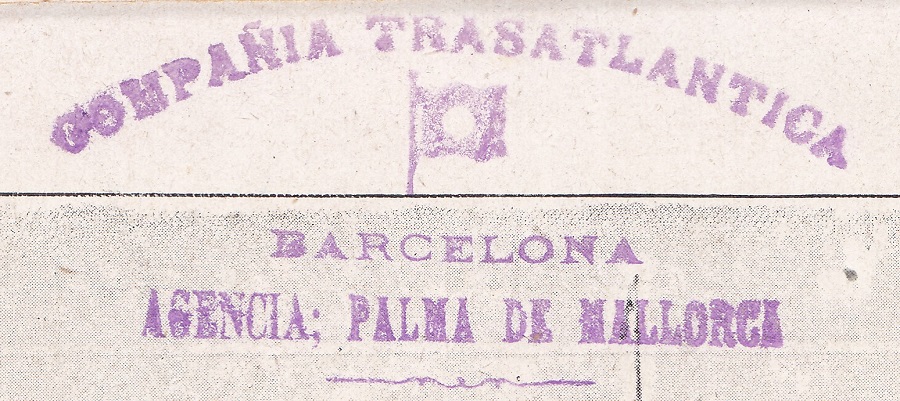 COMPAÑIA TRASATLANTICA
BARCELONA
AGENCIA; PALMA DE MALLORCA